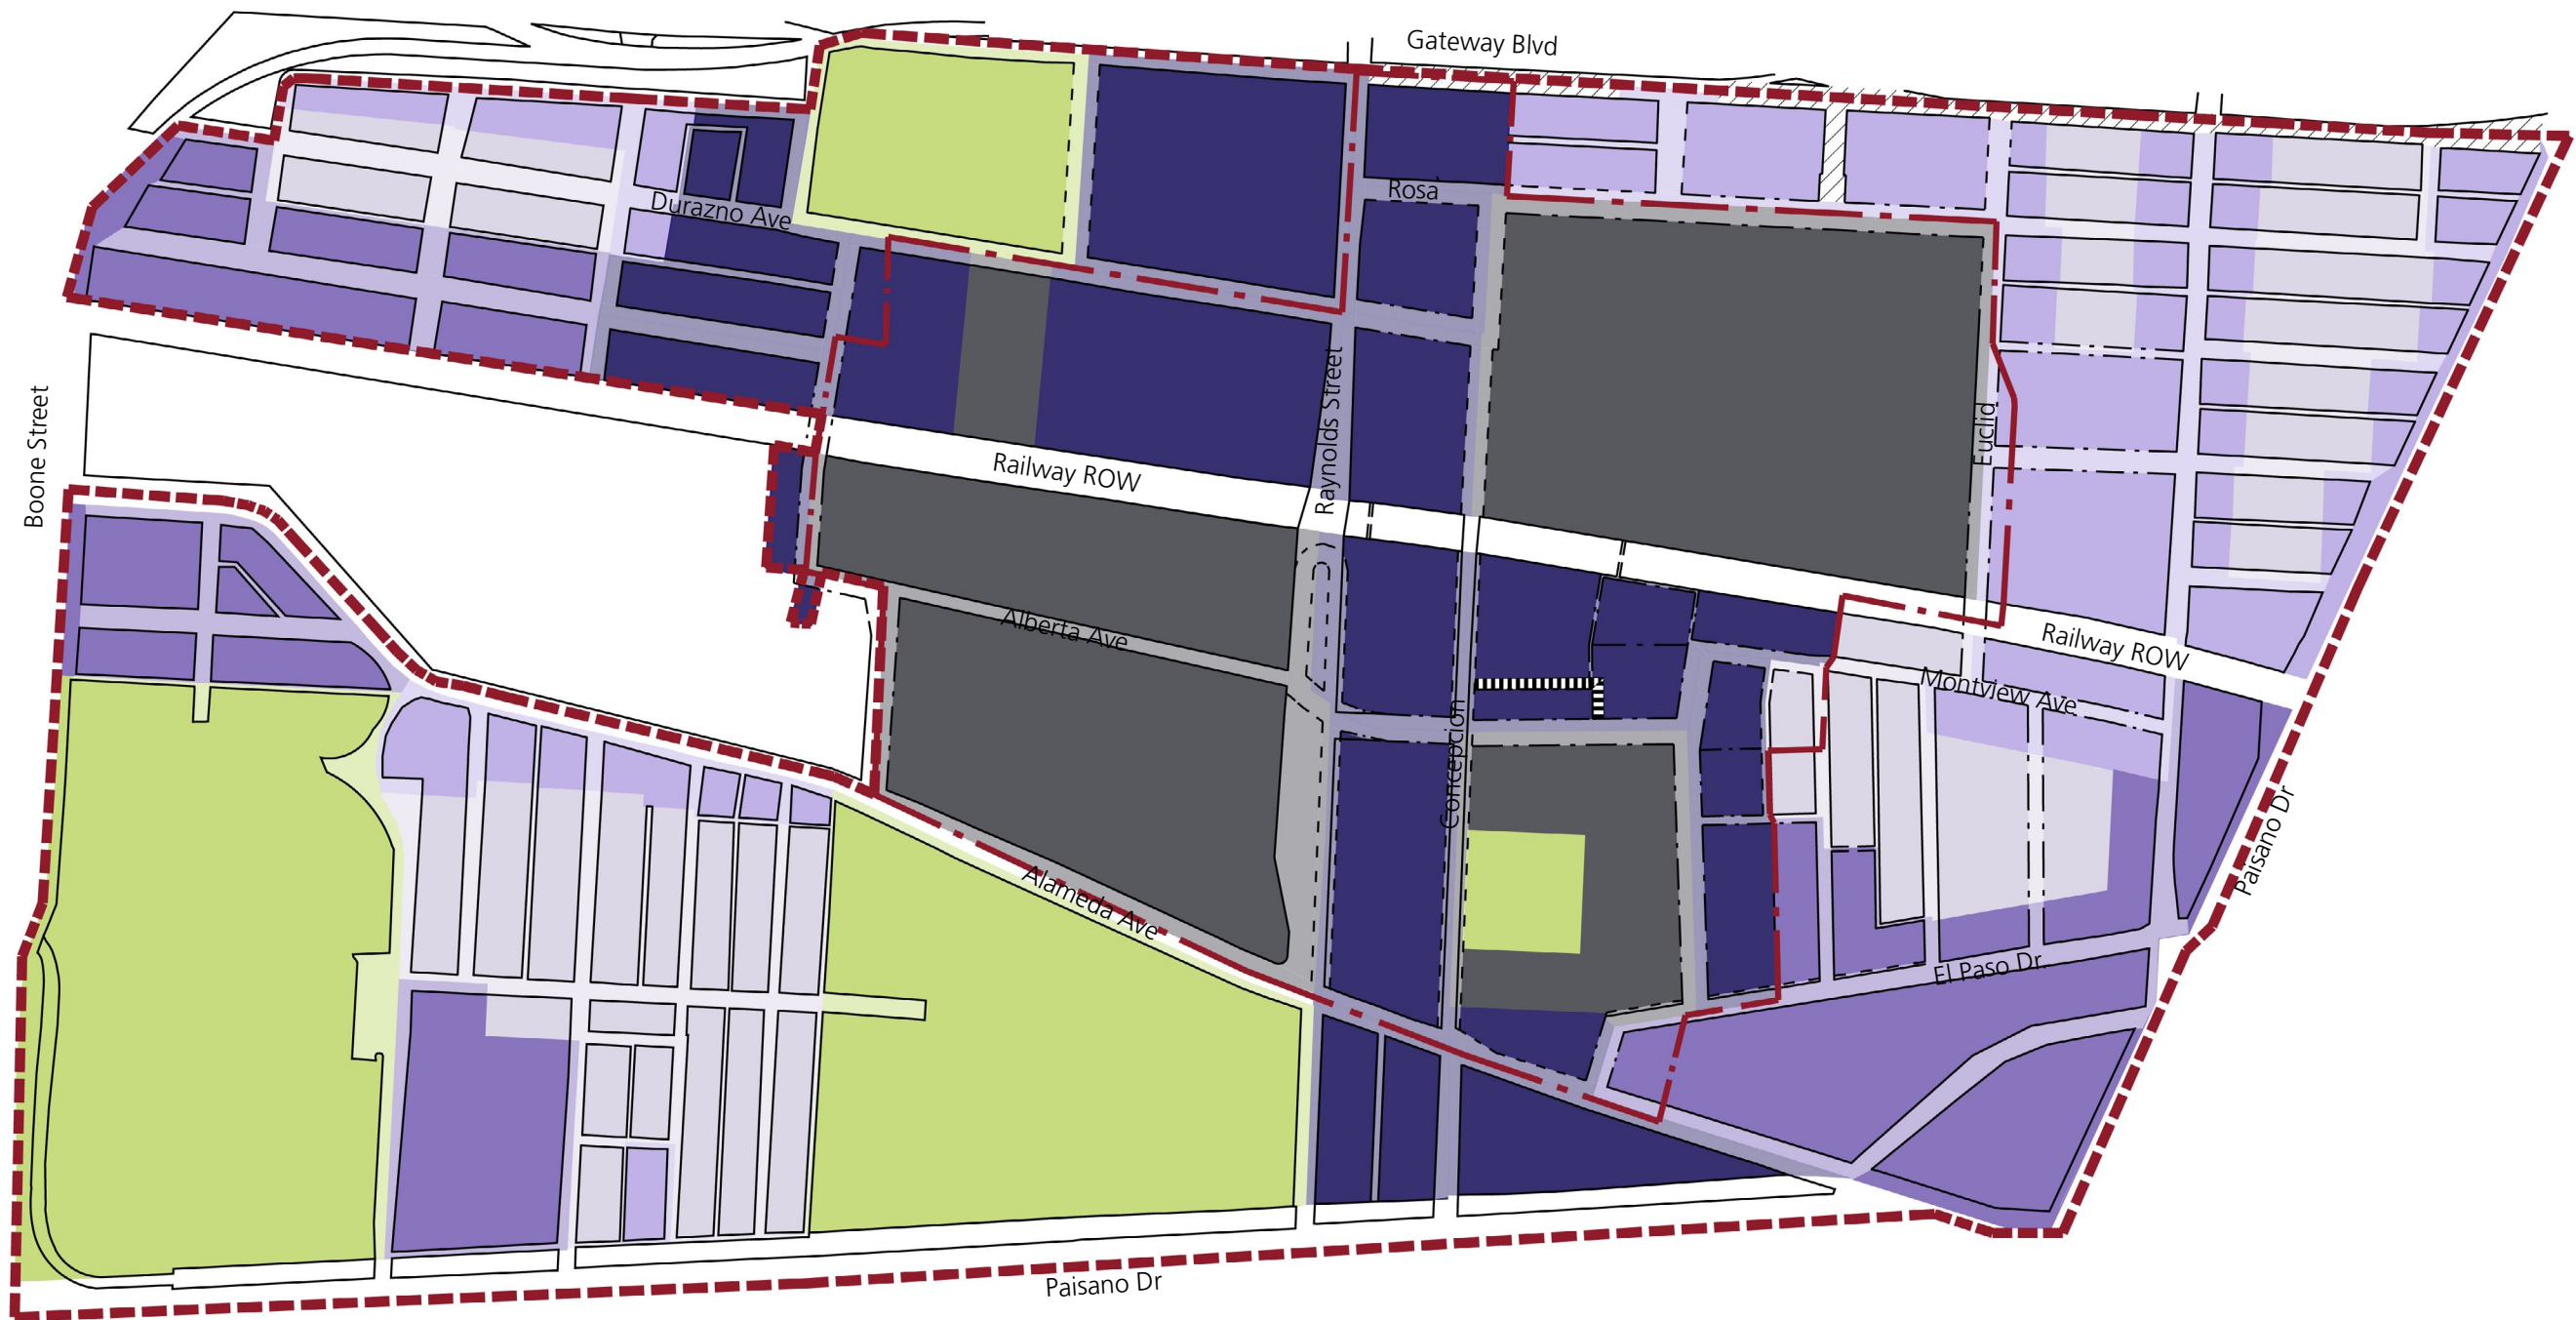 Gateway Blvd
Rosa
Durazno Ave
Raynolds Street
Boone Street
Euclid
Railway ROW
Alberta Ave
Railway ROW
Montview Ave
Concepcion
Paisano Dr
Alameda Ave
El Paso Dr.
Paisano Dr